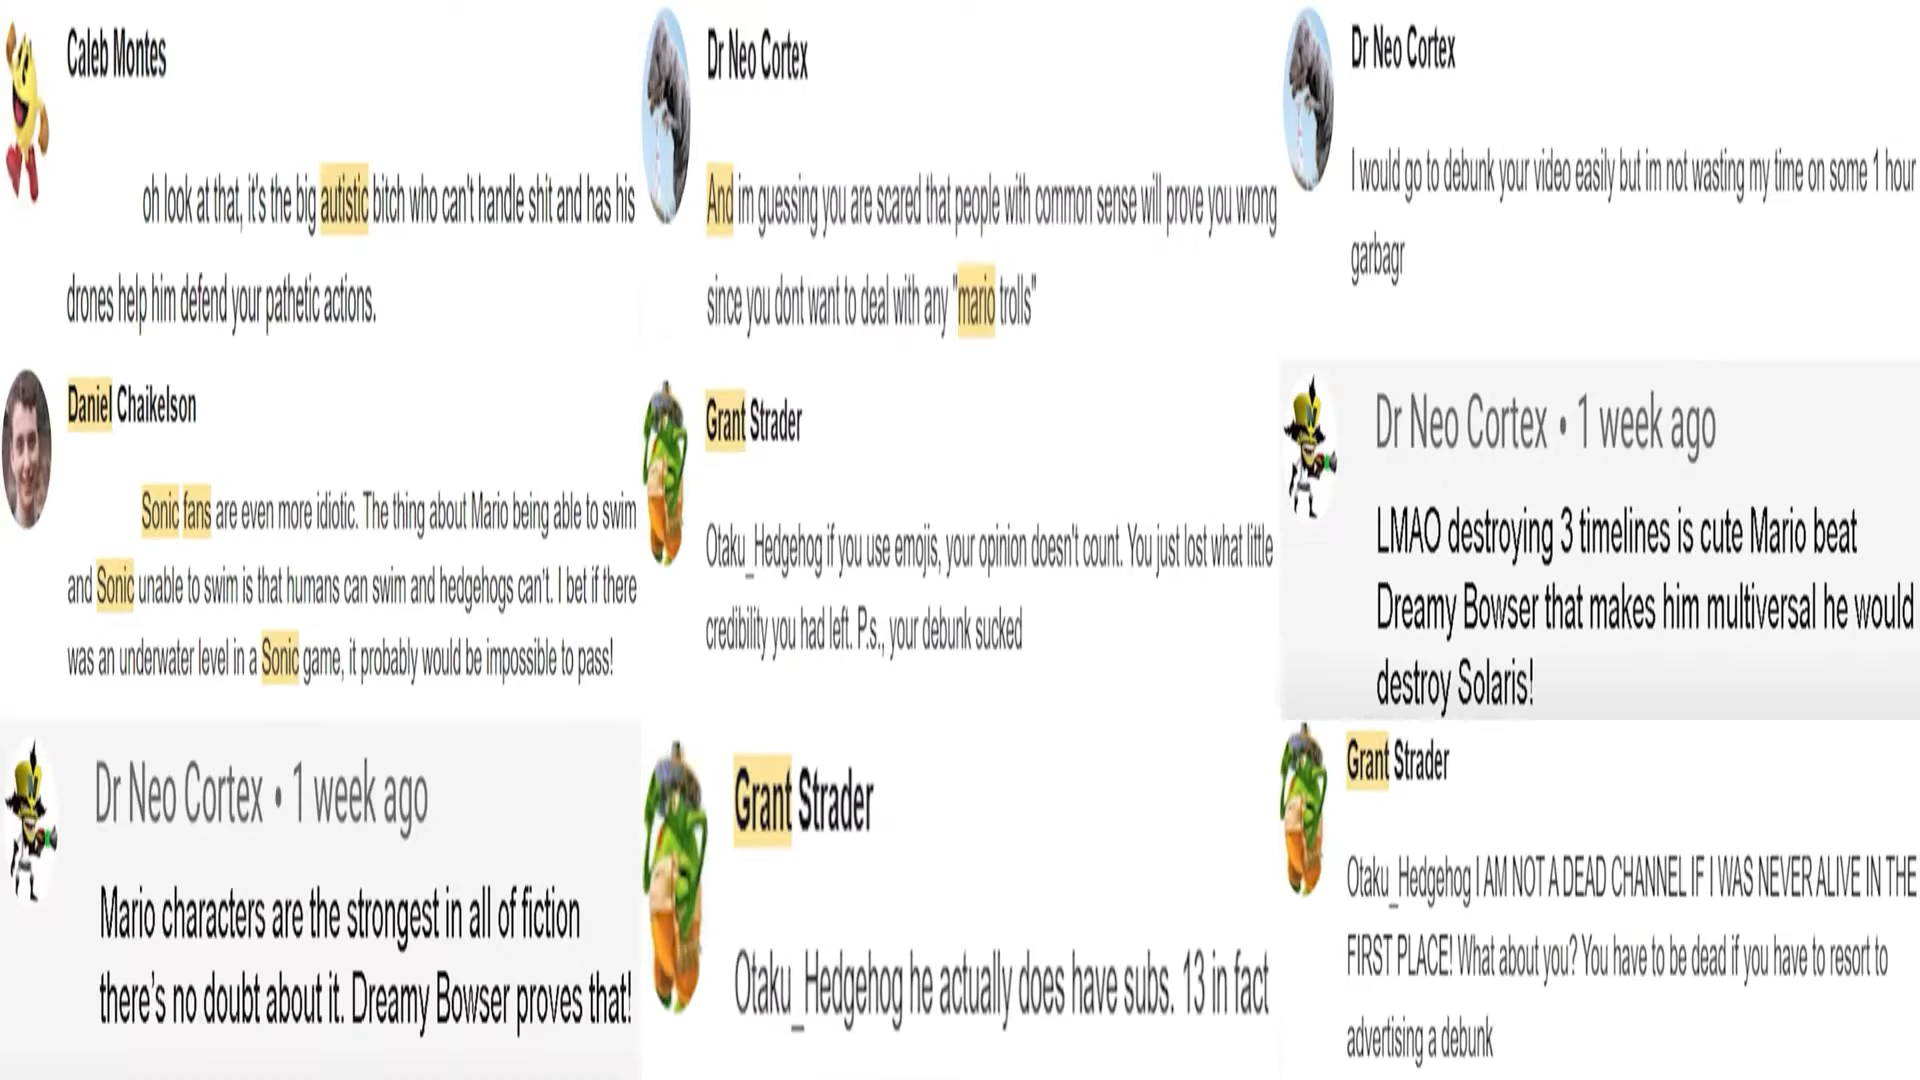 Caleb Montes
oh look at that, it's the big autistic bitch who can't handle shit and has his
drones help him defend your pathetic actions.
Dr Neo Cortex
And im guessing you are scared that people with common sense will prove you wrong
since you dont want to deal with any "mario trolls"
Dr Neo Cortex
I would go to debunk your video easily but im not wasting my time on some 1 hour
garbagr
Daniel Chaikelson
Sonic fans are even more idiotic. The thing about Mario being able to swim
and Sonic unable to swim is that humans can swim and hedgehogs can't. I bet if there
was an underwater level in a Sonic game, it probably would be impossible to pass!
Grant Strader
Otaku_Hedgehog if you use emojis, your opinion doesn't count. You just lost what little
credibility you had left. P.s., your debunk sucked
Dr Neo Cortex • 1 week ago
LMAO destroying 3 timelines is cute Mario beat
Dreamy Bowser that makes him multiversal he would
destroy Solaris!
Dr Neo Cortex • 1 week ago
Mario characters are the strongest in all of fiction
there's no doubt about it. Dreamy Bowser proves that!
Grant Strader
Otaku_Hedgehog he actually does have subs. 13 in fact
Grant Strader
Otaku_Hedgehog I AM NOT A DEAD CHANNEL IF I WAS NEVER ALIVE IN THE
FIRST PLACE! What about you? You have to be dead if you have to resort to
advertising a debunk